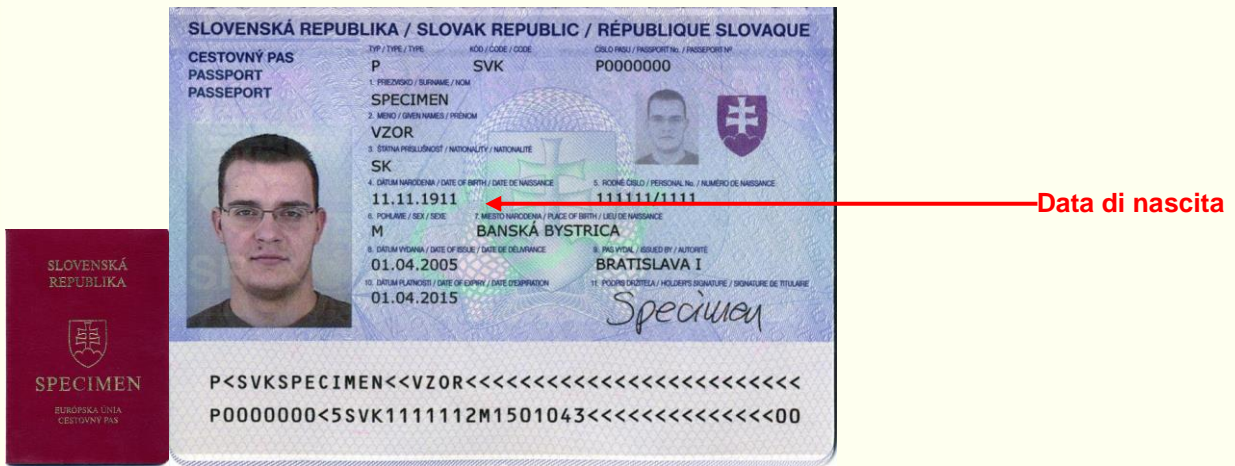 SLOVENSKÁ REPUBLIKA / SLOVAK REPUBLIC / RÉPUBLIQUE SLOVAQUE
CESTOVNÝ PAS
PASSPORT
PASSEPORT
TYP / TYPE / TYPE KÓD / CODE / CODE ČÍSLO PASU / PASSPORT No. / PASSEPORT Nº
P SVK P0000000
1. PRIEZVISKO / SURNAME / NOM
SPECIMEN
2. MENO / GIVEN NAMES / PRÉNOM
VZOR
3. ŠTÁTNA PRÍSLUŠNOSŤ / NATIONALITY / NATIONALITÉ
SK
4. DÁTUM NARODENIA / DATE OF BIRTH / DATE DE NAISSANCE 5. RODNÉ ČÍSLO / PERSONAL No. / NUMÉRO DE NAISSANCE
11.11.1911 111111/1111
Data di nascita
6. POHLAVIE / SEX / SEXE 7. MIESTO NARODENIA / PLACE OF BIRTH / LIEU DE NAISSANCE
M BANSKÁ BYSTRICA
8. DÁTUM VYDANIA / DATE OF ISSUE / DATE DE DÉLIVRANCE 9. PAS VYDAL / ISSUED BY / AUTORITÉ
01.04.2005 BRATISLAVA I
10. DÁTUM PLATNOSTI / DATE OF EXPIRY / DATE D'EXPIRATION 11. PODPIS DRŽITEĽA / HOLDER'S SIGNATURE / SIGNATURE DE TITULAIRE
01.04.2015 Specimen
P<SVKSPECIMEN<<VZOR<<<<<<<<<<<<<<<<<<<<<<<<<
P0000000<5SVK1111112M1501043<<<<<<<<<<<<<<00
SLOVENSKÁ
REPUBLIKA
SPECIMEN
EURÓPSKA ÚNIA
CESTOVNÝ PAS